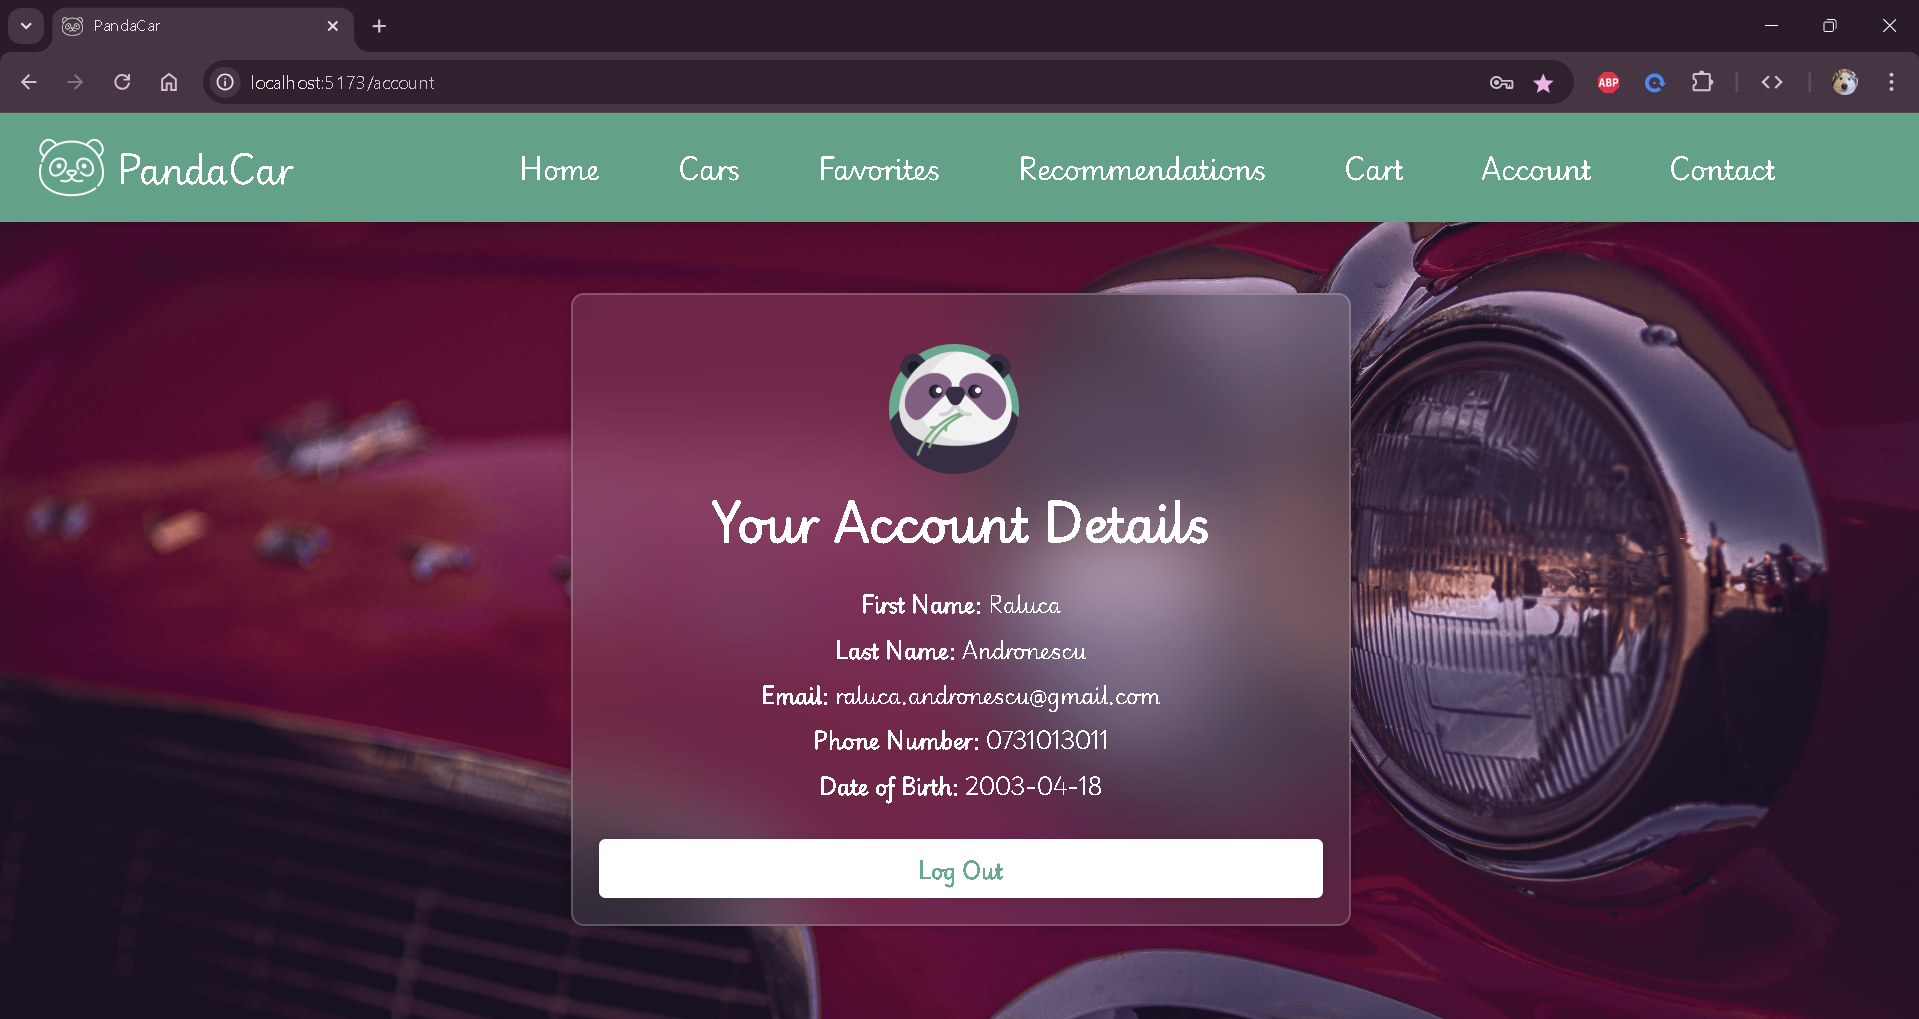 PandaCar
localhost:5173/account
ABP
PandaCar Home Cars Favorites Recommendations Cart Account Contact
Your Account Details
First Name: Raluca
Last Name: Andronescu
Email: raluca.andronescu@gmail.com
Phone Number: 0731013011
Date of Birth: 2003-04-18
Log Out